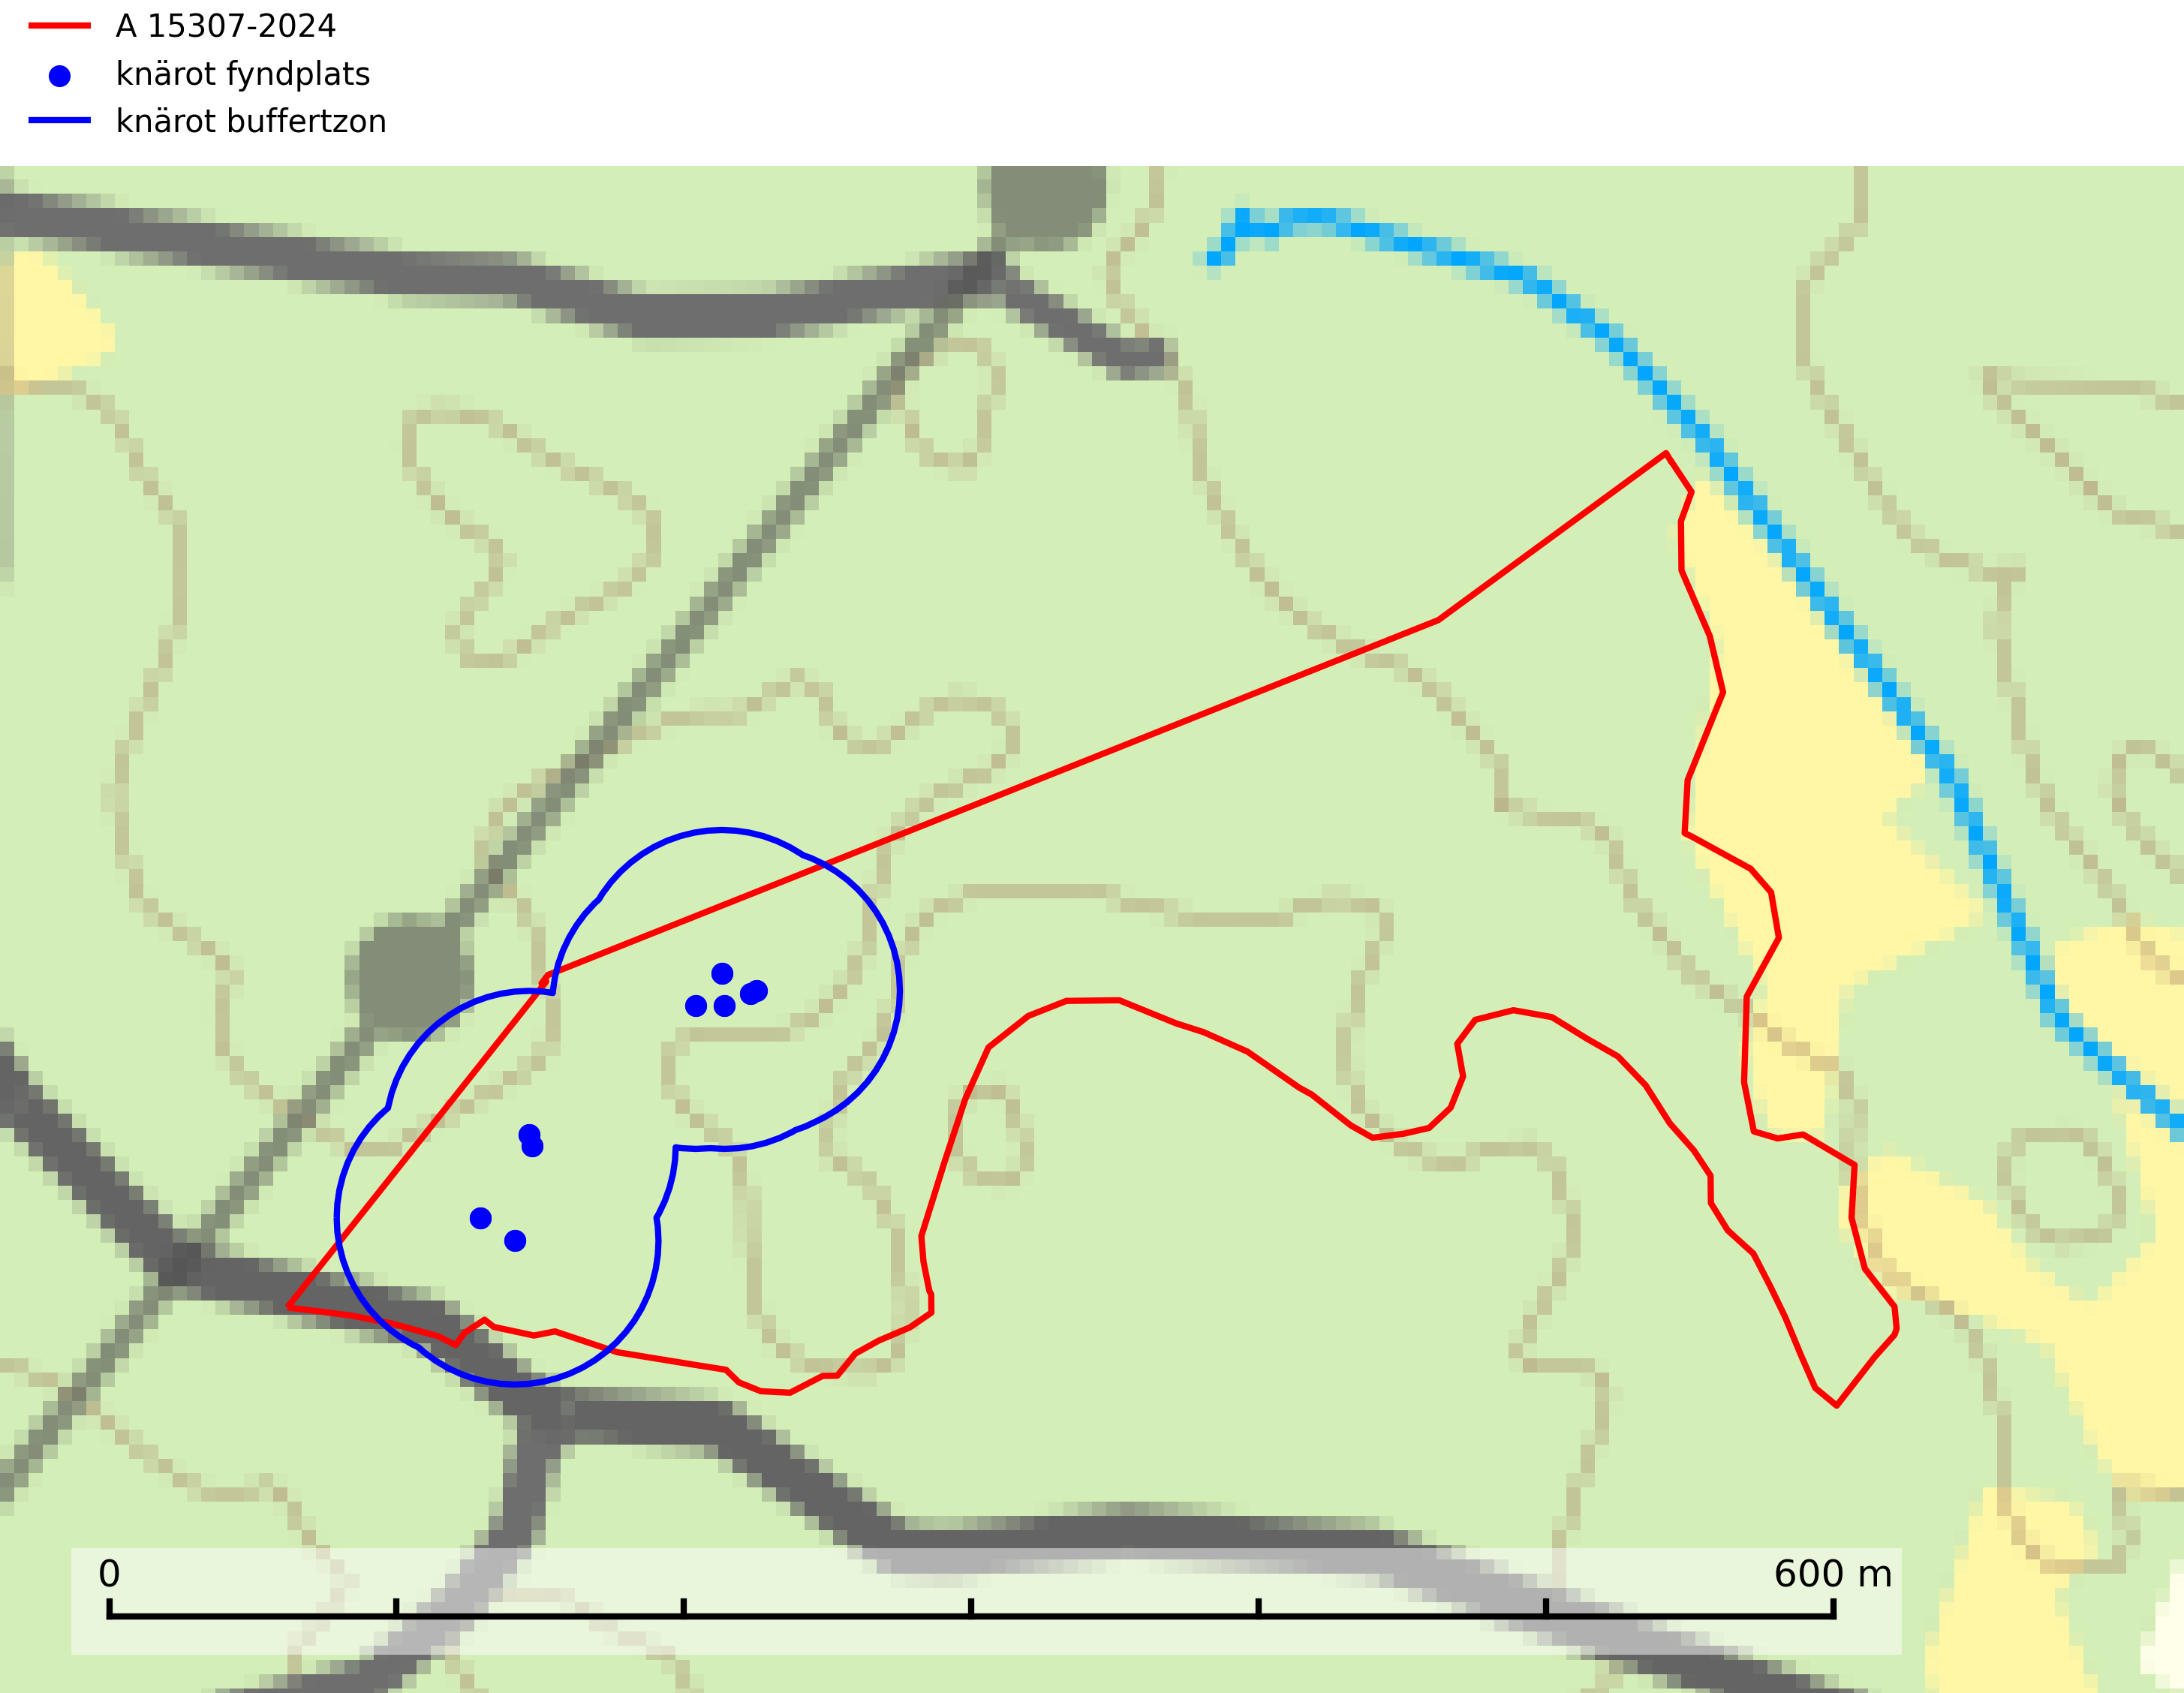 A 15307-2024
knärot fyndplats
knärot buffertzon
0 600 m